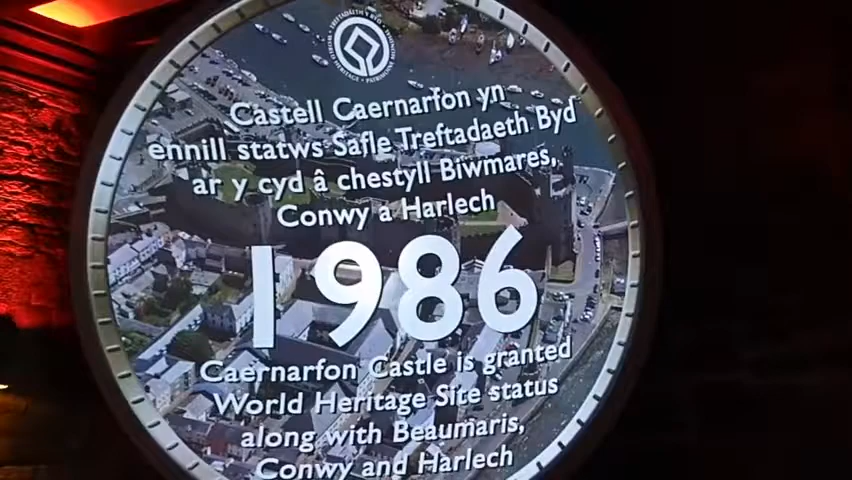 Castell Caernarfon yn
ennill statws Safle Treftadaeth Byd
ar y cyd â chestyll Biwmares,
Conwy a Harlech
1986
Caernarfon Castle is granted
World Heritage Site status
along with Beaumaris,
Conwy and Harlech